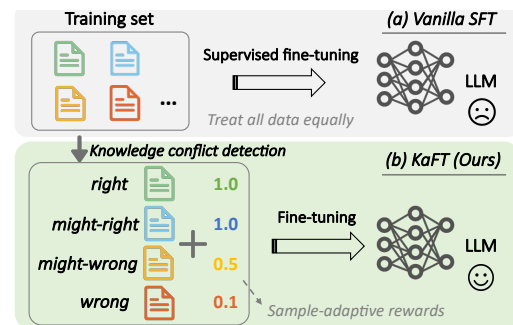 Training set
(a) Vanilla SFT
Supervised fine-tuning
LLM
...
Treat all data equally
Knowledge conflict detection
(b) KaFT (Ours)
right 1.0
might-right 1.0
Fine-tuning
+
LLM
might-wrong 0.5
wrong 0.1
Sample-adaptive rewards